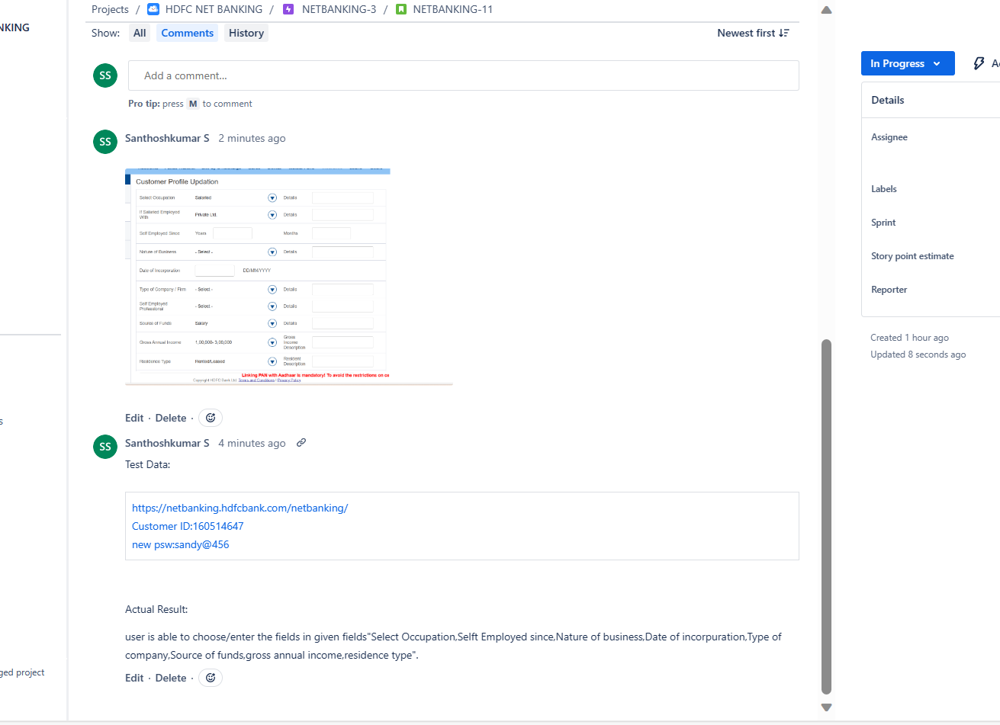 NKING
Projects / HDFC NET BANKING / NETBANKING-3 / NETBANKING-11
Show: All Comments History
Newest first
SS
Add a comment...
Pro tip: press M to comment
SS
Santhoshkumar S 2 minutes ago
Customer Profile Updation
Select Occupation Salaried Details
If Salaried Employed With Private Ltd. Details
Self Employed Since Years Months
Nature of Business - Select - Details
Date of Incorporation DD/MM/YYYY
Type of Company / Firm - Select - Details
Self Employed Professional - Select - Details
Source of Funds Salary Details
Gross Annual Income 1,00,000- 3,00,000 Gross Income Description
Residence Type Rented/Leased Resident Description
Linking PAN with Aadhaar is mandatory! To avoid the restrictions on ce
Copyright HDFC Bank Ltd. Terms and Conditions | Privacy Policy
Edit · Delete ·
SS
Santhoshkumar S 4 minutes ago
Test Data:
https://netbanking.hdfcbank.com/netbanking/
Customer ID:160514647
new psw:sandy@456
Actual Result:
user is able to choose/enter the fields in given fields"Select Occupation,Selft Employed since,Nature of business,Date of incorpuration,Type of
company,Source of funds,gross annual income,residence type".
Edit · Delete ·
s
ged project
In Progress
Details
Assignee
Labels
Sprint
Story point estimate
Reporter
Created 1 hour ago
Updated 8 seconds ago